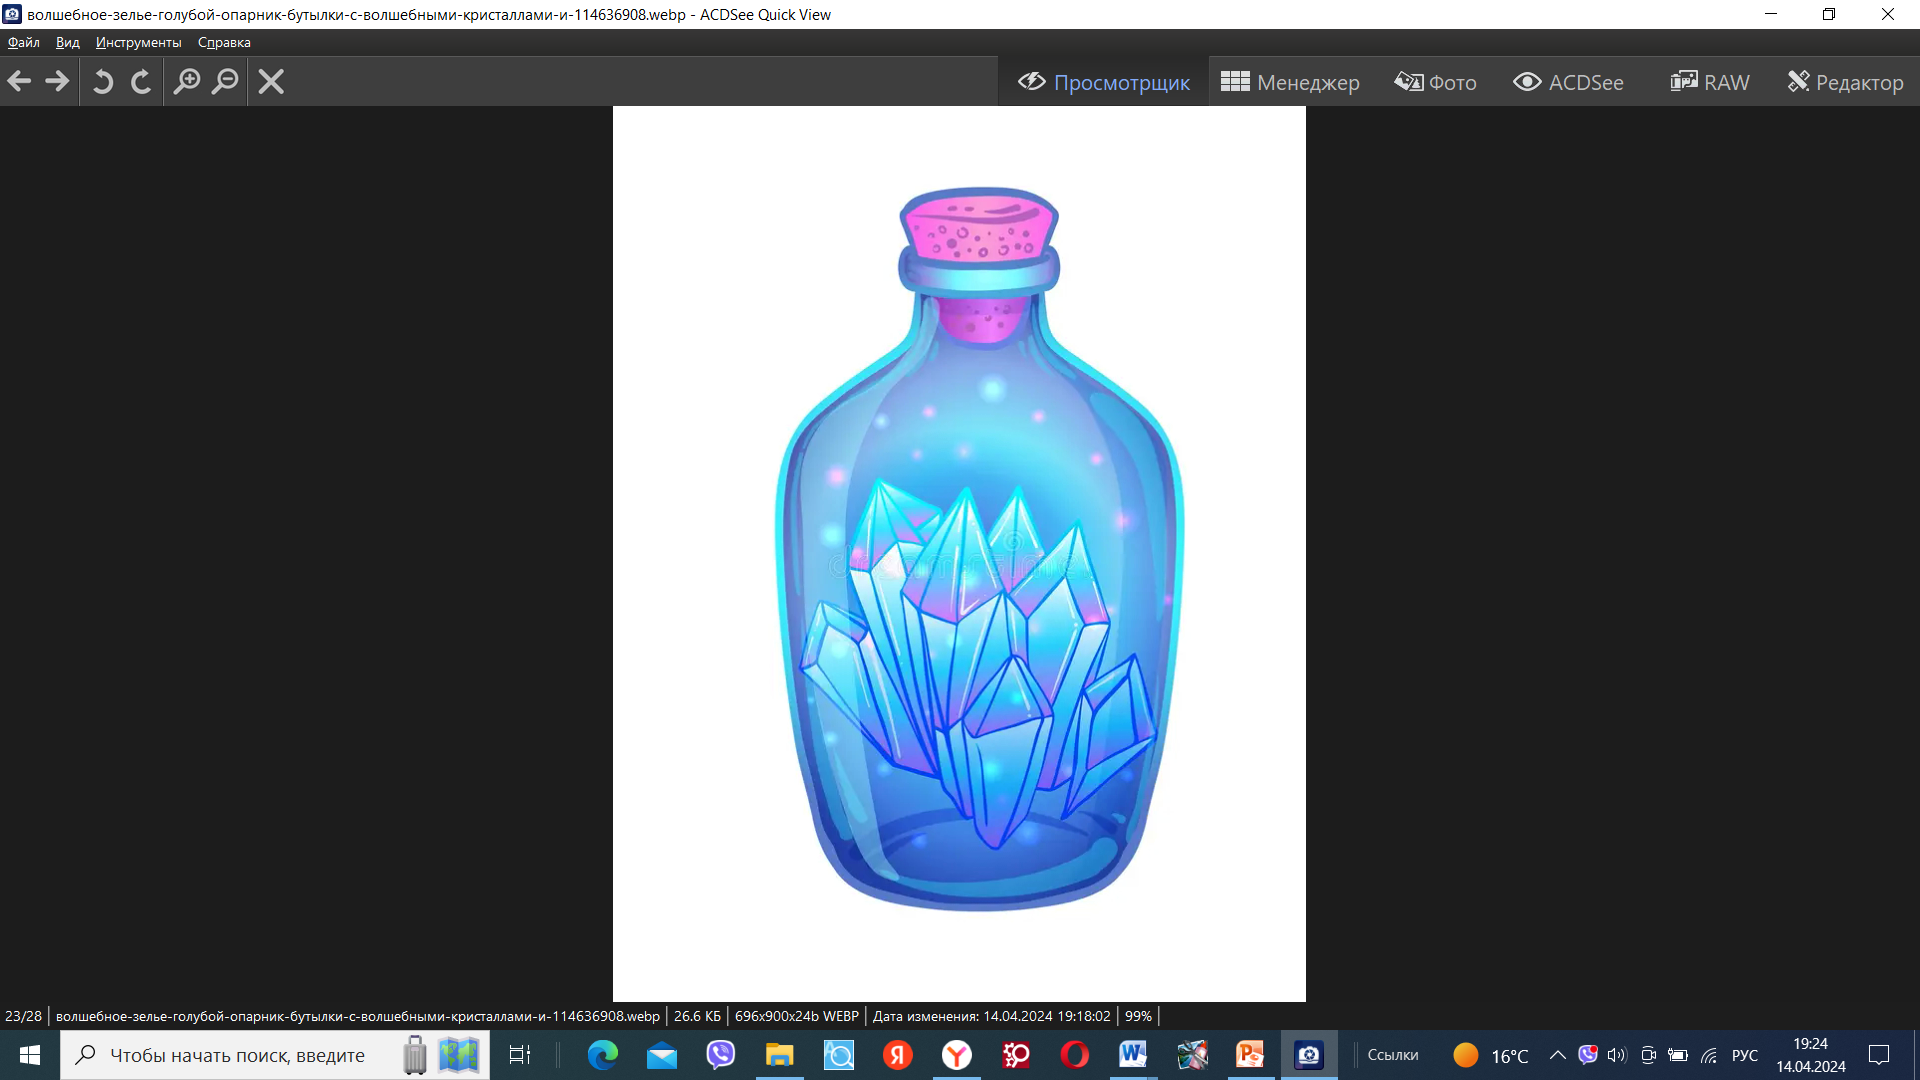 волшебное-зелье-голубой-опарник-бутылки-с-волшебными-кристаллами-и-114636908.webp - ACDSee Quick View
Файл Вид Инструменты Справка
Просмотрщик Менеджер Фото ACDSee RAW Редактор
dreamstime
23/28 волшебное-зелье-голубой-опарник-бутылки-с-волшебными-кристаллами-и-114636908.webp 26.6 КБ 696x900x24b WEBP Дата изменения: 14.04.2024 19:18:02 99%
Чтобы начать поиск, введите Ссылки 16°C РУС 19:24
14.04.2024